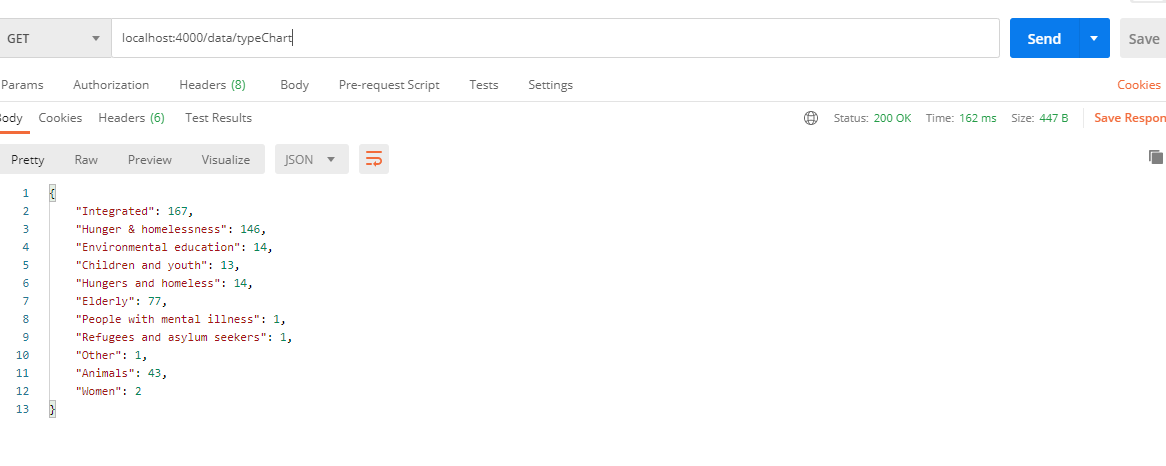 GET localhost:4000/data/typeChart Send Save
Params Authorization Headers (8) Body Pre-request Script Tests Settings Cookies
Body Cookies Headers (6) Test Results Status: 200 OK Time: 162 ms Size: 447 B Save Respon
Pretty Raw Preview Visualize JSON
1 {
2 "Integrated": 167,
3 "Hunger & homelessness": 146,
4 "Environmental education": 14,
5 "Children and youth": 13,
6 "Hungers and homeless": 14,
7 "Elderly": 77,
8 "People with mental illness": 1,
9 "Refugees and asylum seekers": 1,
10 "Other": 1,
11 "Animals": 43,
12 "Women": 2
13 }